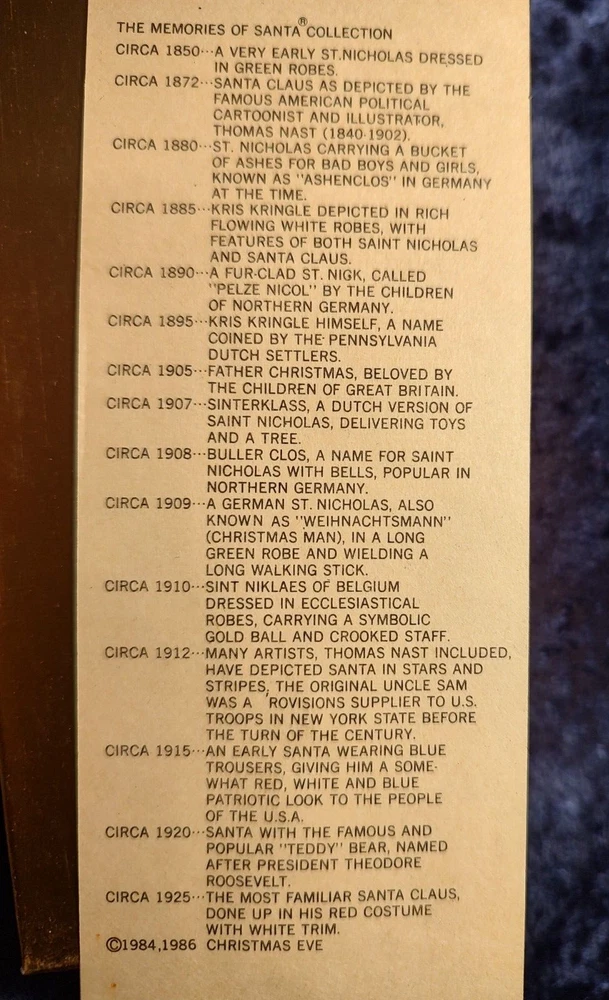 THE MEMORIES OF SANTA® COLLECTION
CIRCA 1850···A VERY EARLY ST.NICHOLAS DRESSED
IN GREEN ROBES.
CIRCA 1872···SANTA CLAUS AS DEPICTED BY THE
FAMOUS AMERICAN POLITICAL
CARTOONIST AND ILLUSTRATOR,
THOMAS NAST (1840-1902).
CIRCA 1880···ST. NICHOLAS CARRYING A BUCKET
OF ASHES FOR BAD BOYS AND GIRLS,
KNOWN AS "ASHENCLOS" IN GERMANY
AT THE TIME.
CIRCA 1885···KRIS KRINGLE DEPICTED IN RICH
FLOWING WHITE ROBES, WITH
FEATURES OF BOTH SAINT NICHOLAS
AND SANTA CLAUS.
CIRCA 1890···A FUR-CLAD ST. NIGK, CALLED
"PELZE NICOL" BY THE CHILDREN
OF NORTHERN GERMANY.
CIRCA 1895···KRIS KRINGLE HIMSELF, A NAME
COINED BY THE PENNSYLVANIA
DUTCH SETTLERS.
CIRCA 1905···FATHER CHRISTMAS, BELOVED BY
THE CHILDREN OF GREAT BRITAIN.
CIRCA 1907···SINTERKLASS, A DUTCH VERSION OF
SAINT NICHOLAS, DELIVERING TOYS
AND A TREE.
CIRCA 1908···BULLER CLOS, A NAME FOR SAINT
NICHOLAS WITH BELLS, POPULAR IN
NORTHERN GERMANY.
CIRCA 1909···A GERMAN ST. NICHOLAS, ALSO
KNOWN AS "WEIHNACHTSMANN"
(CHRISTMAS MAN), IN A LONG
GREEN ROBE AND WIELDING A
LONG WALKING STICK.
CIRCA 1910···SINT NIKLAES OF BELGIUM
DRESSED IN ECCLESIASTICAL
ROBES, CARRYING A SYMBOLIC
GOLD BALL AND CROOKED STAFF.
CIRCA 1912···MANY ARTISTS, THOMAS NAST INCLUDED,
HAVE DEPICTED SANTA IN STARS AND
STRIPES, THE ORIGINAL UNCLE SAM
WAS A ROVISIONS SUPPLIER TO U.S.
TROOPS IN NEW YORK STATE BEFORE
THE TURN OF THE CENTURY.
CIRCA 1915···AN EARLY SANTA WEARING BLUE
TROUSERS, GIVING HIM A SOME-
WHAT RED, WHITE AND BLUE
PATRIOTIC LOOK TO THE PEOPLE
OF THE U.S.A.
CIRCA 1920···SANTA WITH THE FAMOUS AND
POPULAR "TEDDY" BEAR, NAMED
AFTER PRESIDENT THEODORE
ROOSEVELT.
CIRCA 1925···THE MOST FAMILIAR SANTA CLAUS,
DONE UP IN HIS RED COSTUME
WITH WHITE TRIM.
©1984,1986 CHRISTMAS EVE